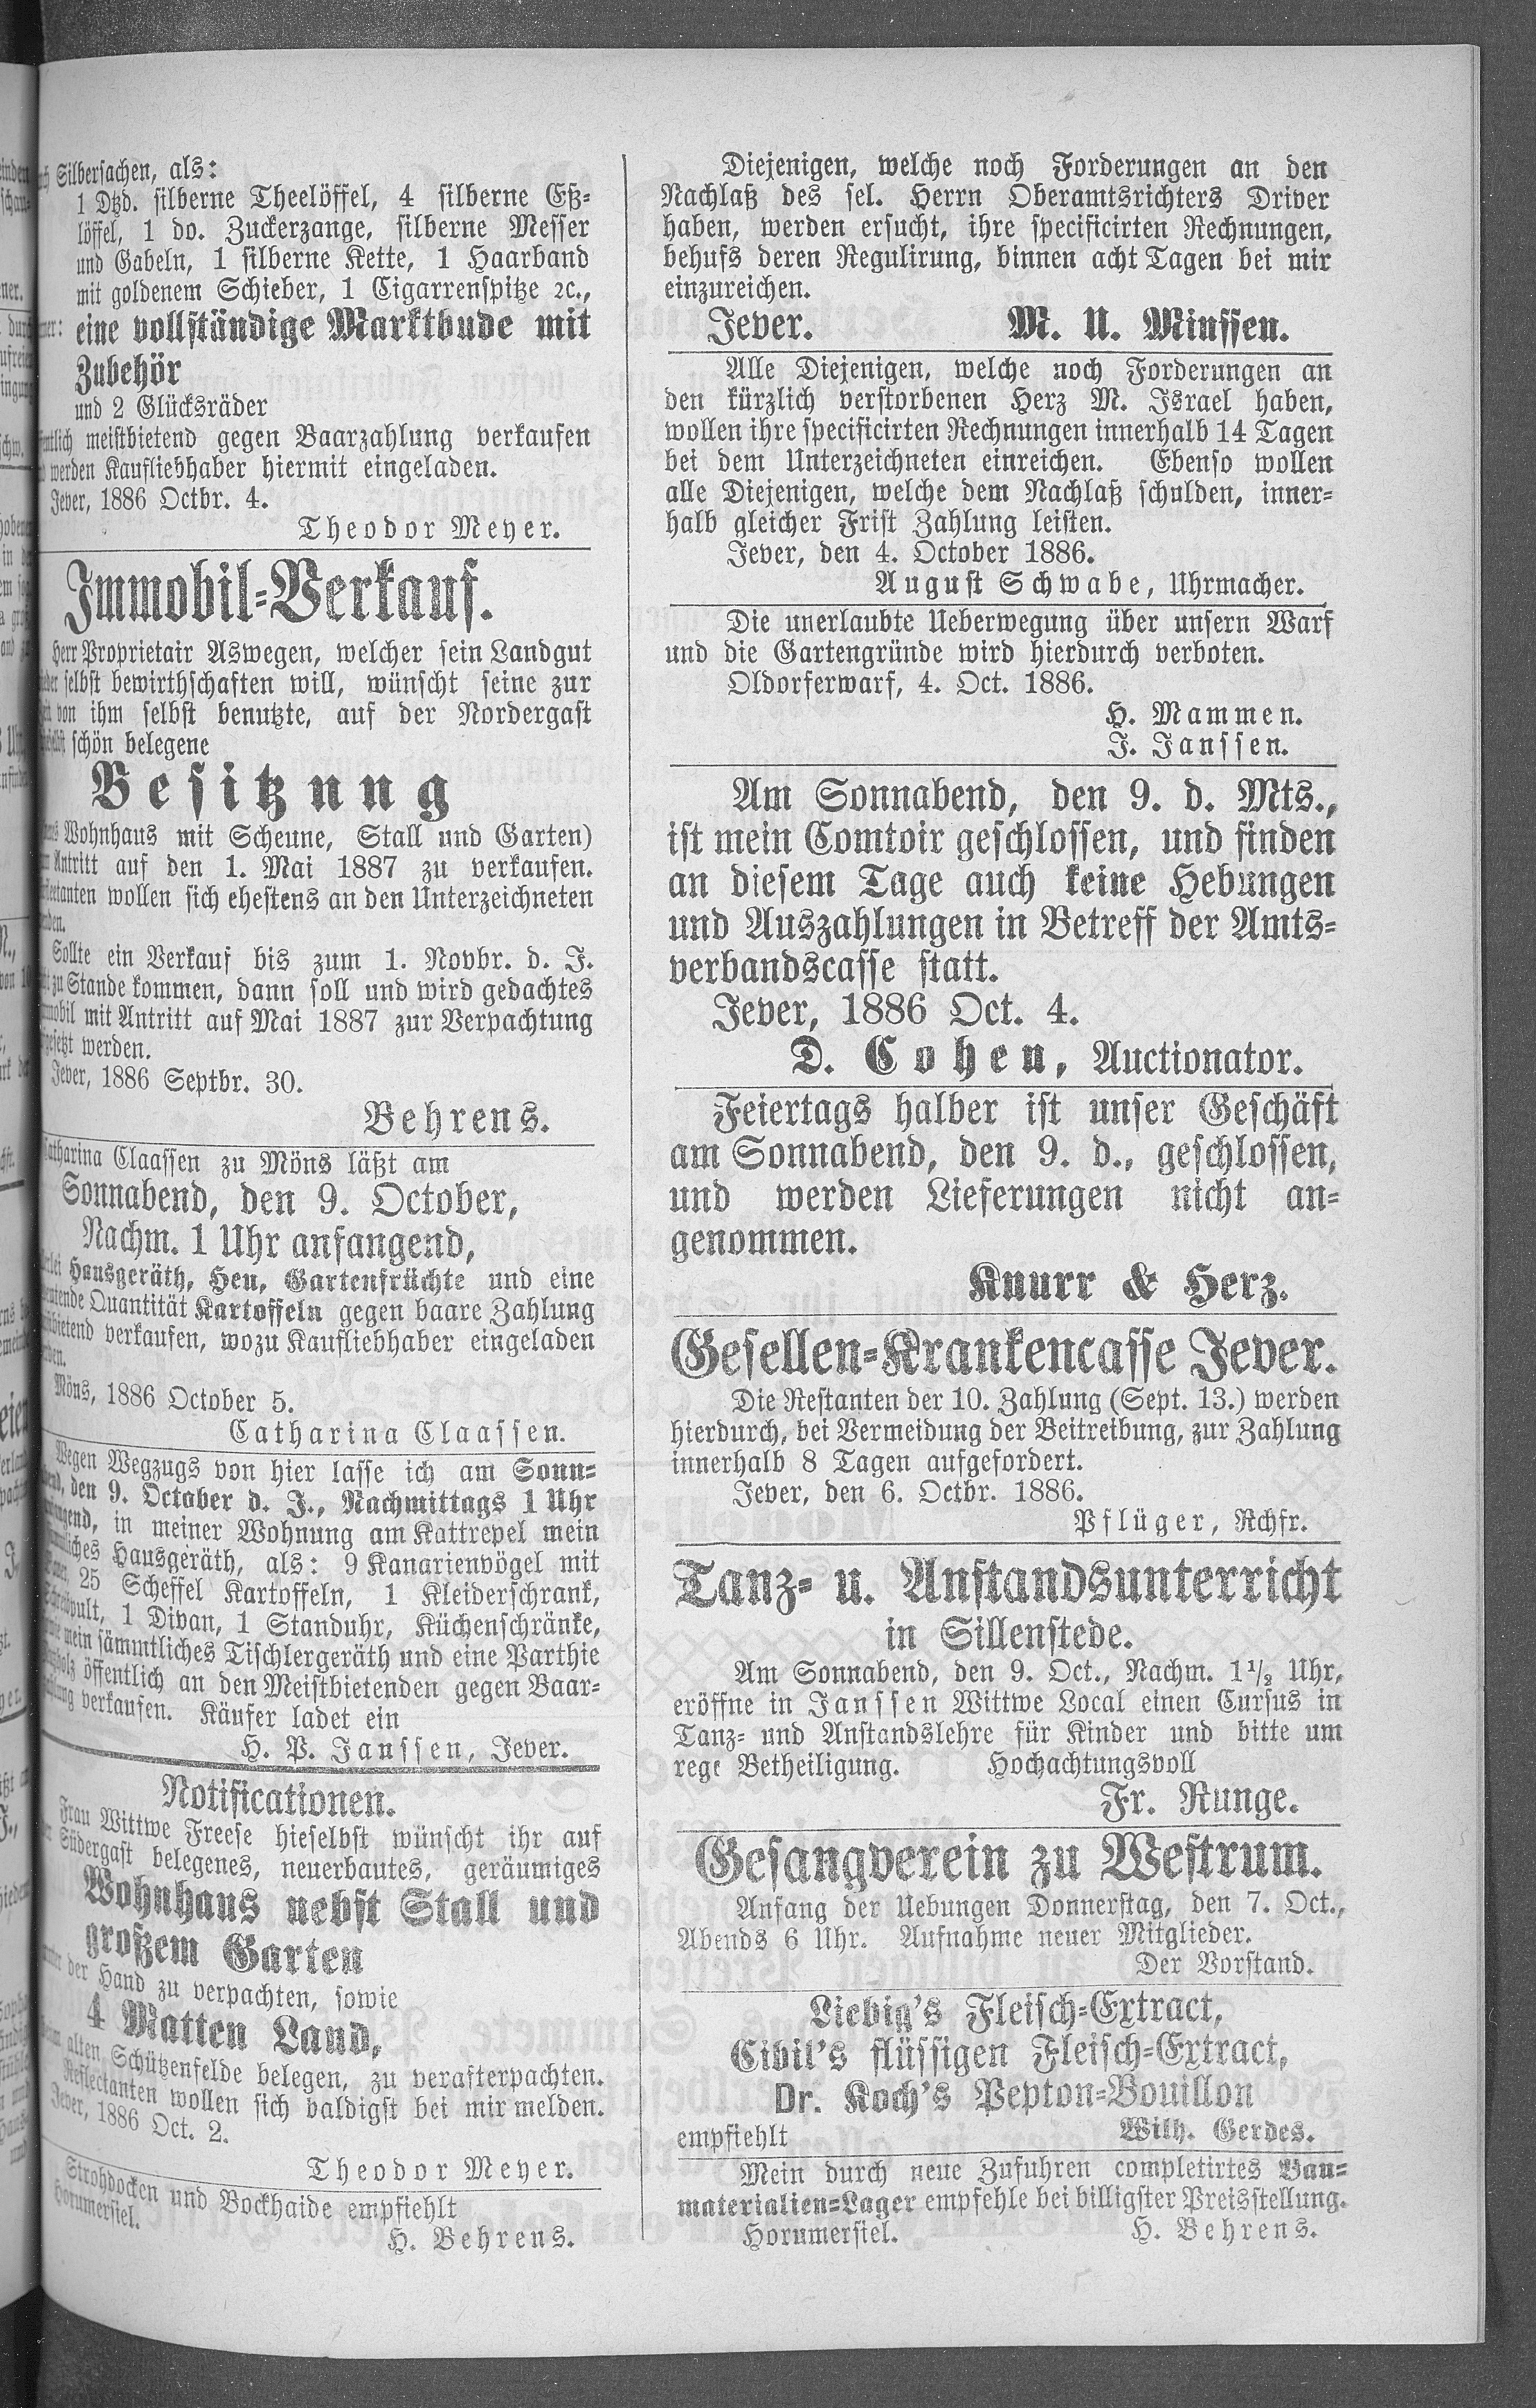 Silbersachen, als:
1 Dtzd. silberne Theelöffel, 4 silberne Eß-
löffel, 1 do. Zuckerzange, silberne Messer
und Gabeln, 1 silberne Kette, 1 Haarband
mit goldenem Schieber, 1 Cigarrenspitze ꝛc.,
eine vollständige Marktbude mit
Zubehör
und 2 Glücksräder
meistbietend gegen Baarzahlung verkaufen
werden Kaufliebhaber hiermit eingeladen.
Jever, 1886 Octbr. 4.
Theodor Meyer.
Immobil-Verkauf.
Herr Proprietair Aswegen, welcher sein Landgut
selbst bewirthschaften will, wünscht seine zur
von ihm selbst benutzte, auf der Nordergast
schön belegene
Besitzung
Wohnhaus mit Scheune, Stall und Garten)
Antritt auf den 1. Mai 1887 zu verkaufen.
wollen sich ehestens an den Unterzeichneten
Sollte ein Verkauf bis zum 1. Novbr. d. J.
zu Stande kommen, dann soll und wird gedachtes
mit Antritt auf Mai 1887 zur Verpachtung
werden.
Jever, 1886 Septbr. 30.
Behrens.
Catharina Claassen zu Möns läßt am
Sonnabend, den 9. October,
Nachm. 1 Uhr anfangend,
Hausgeräth, Heu, Gartenfrüchte und eine
Quantität Kartoffeln gegen baare Zahlung
verkaufen, wozu Kaufliebhaber eingeladen
Möns, 1886 October 5.
Catharina Claassen.
Wegen Wegzugs von hier lasse ich am Sonn-
den 9. October d. J., Nachmittags 1 Uhr
in meiner Wohnung am Kattrepel mein
Hausgeräth, als: 9 Kanarienvögel mit
25 Scheffel Kartoffeln, 1 Kleiderschrank,
1 Divan, 1 Standuhr, Küchenschränke,
mein sämmtliches Tischlergeräth und eine Parthie
öffentlich an den Meistbietenden gegen Baar-
verkaufen. Käufer ladet ein
H. P. Janssen, Jever.
Notificationen.
Frau Wittwe Freese hieselbst wünscht ihr auf
Südergast belegenes, neuerbautes, geräumiges
Wohnhaus nebst Stall und
großem Garten
der Hand zu verpachten, sowie
4 Matten Land,
alten Schützenfelde belegen, zu verafterpachten.
Reflectanten wollen sich baldigst bei mir melden.
Jever, 1886 Oct. 2.
Theodor Meyer.
Strohdocken und Bockhaide empfiehlt
Horumersiel.
H. Behrens.
Diejenigen, welche noch Forderungen an den
Nachlaß des sel. Herrn Oberamtsrichters Driver
haben, werden ersucht, ihre specificirten Rechnungen,
behufs deren Regulirung, binnen acht Tagen bei mir
einzureichen.
Jever. M. U. Minssen.
Alle Diejenigen, welche noch Forderungen an
den kürzlich verstorbenen Herz M. Israel haben,
wollen ihre specificirten Rechnungen innerhalb 14 Tagen
bei dem Unterzeichneten einreichen. Ebenso wollen
alle Diejenigen, welche dem Nachlaß schulden, inner-
halb gleicher Frist Zahlung leisten.
Jever, den 4. October 1886.
August Schwabe, Uhrmacher.
Die unerlaubte Ueberwegung über unsern Warf
und die Gartengründe wird hierdurch verboten.
Oldorferwarf, 4. Oct. 1886.
H. Mammen.
J. Janssen.
Am Sonnabend, den 9. d. Mts.,
ist mein Comtoir geschlossen, und finden
an diesem Tage auch keine Hebungen
und Auszahlungen in Betreff der Amts-
verbandscasse statt.
Jever, 1886 Oct. 4.
D. Cohen, Auctionator.
Feiertags halber ist unser Geschäft
am Sonnabend, den 9. d., geschlossen,
und werden Lieferungen nicht an-
genommen.
Knurr & Herz.
Gesellen-Krankencasse Jever.
Die Restanten der 10. Zahlung (Sept. 13.) werden
hierdurch, bei Vermeidung der Beitreibung, zur Zahlung
innerhalb 8 Tagen aufgefordert.
Jever, den 6. Octbr. 1886.
Pflüger, Rchfr.
Tanz- u. Anstandsunterricht
in Sillenstede.
Am Sonnabend, den 9. Oct., Nachm. 1½ Uhr,
eröffne in Janssen Wittwe Local einen Cursus in
Tanz- und Anstandslehre für Kinder und bitte um
rege Betheiligung. Hochachtungsvoll
Fr. Runge.
Gesangverein zu Westrum.
Anfang der Uebungen Donnerstag, den 7. Oct.,
Abends 6 Uhr. Aufnahme neuer Mitglieder.
Der Vorstand.
Liebig's Fleisch-Extract,
Cibil's flüssigen Fleisch-Extract,
Dr. Koch's Pepton-Bouillon
empfiehlt Wilh. Gerdes.
Mein durch neue Zufuhren completirtes Bau-
materialien-Lager empfehle bei billigster Preisstellung.
Horumersiel. H. Behrens.